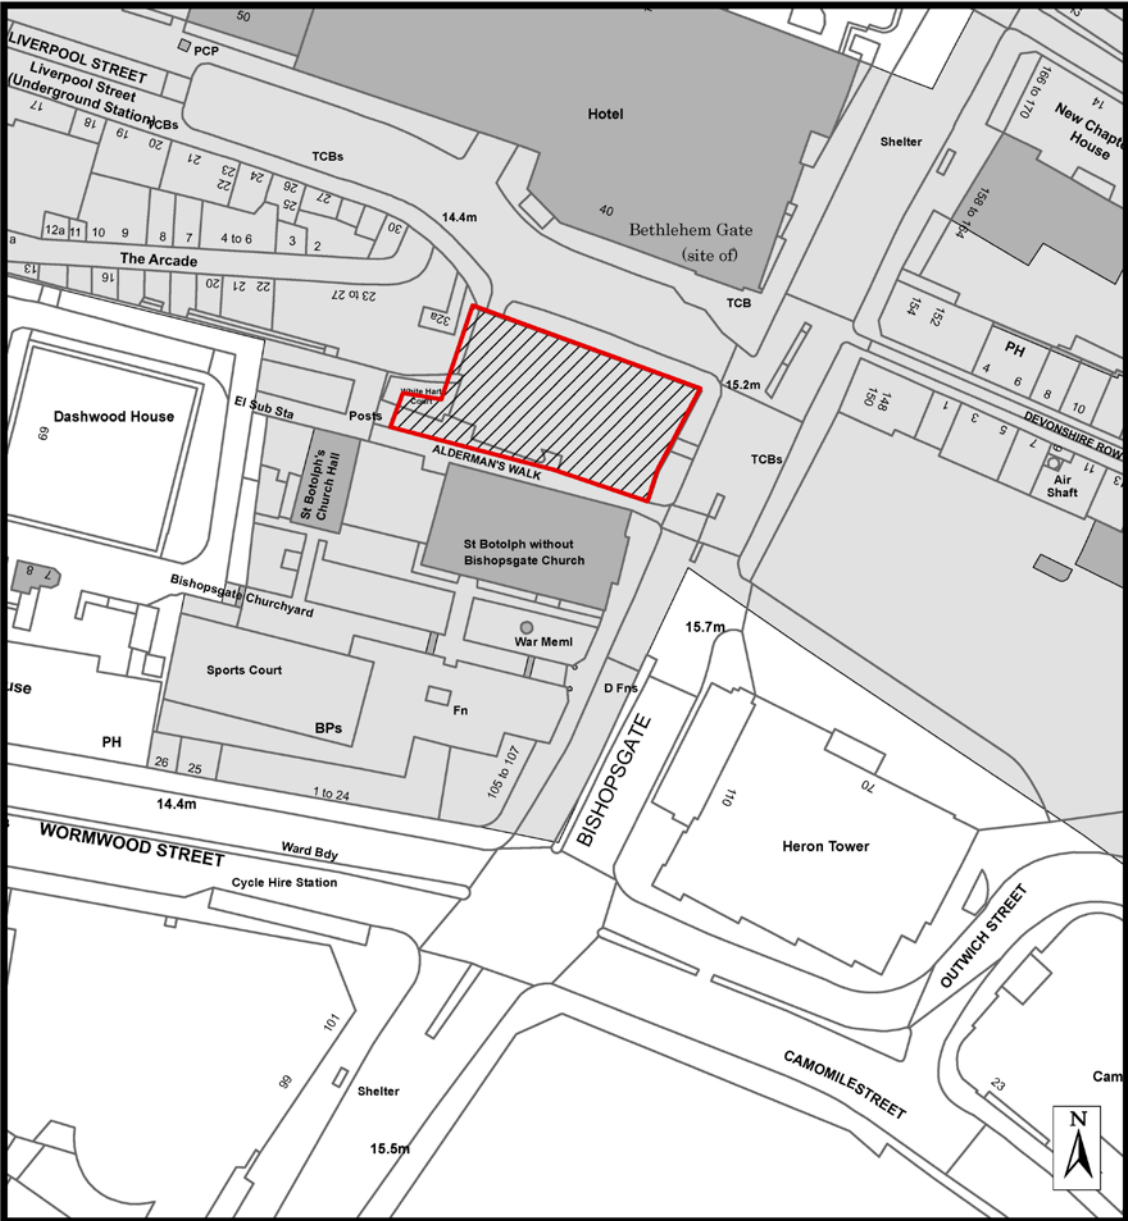 50
PCP
LIVERPOOL STREET
Liverpool Street
(Underground Station)
TCBs
17
18
19
20
21
22
23
24
25
26
27
30
TCBs
14.4m
Hotel
40
Bethlehem Gate
(site of)
TCB
Shelter
166 to 170
14
New Chapte
House
158 to 164
12a
11
10
9
8
7
4 to 6
3
2
a
The Arcade
13
16
20
21
22
23 to 27
32a
154
152
PH
4
6
8
10
DEVONSHIRE ROW
15.2m
148
150
1
3
5
7
9
11
13
Air
Shaft
TCBs
White Hart
Court
Posts
El Sub Sta
Dashwood House
69
ALDERMAN'S WALK
St Botolph's
Church Hall
St Botolph without
Bishopsgate Church
8
7
Bishopsgate Churchyard
War Meml
15.7m
Sports Court
D Fns
Fn
BPs
use
PH
26
25
1 to 24
105 to 107
14.4m
BISHOPSGATE
110
70
Heron Tower
WORMWOOD STREET
Ward Bdy
Cycle Hire Station
OUTWICH STREET
101
99
Shelter
15.5m
CAMOMILE STREET
23
Cam
N